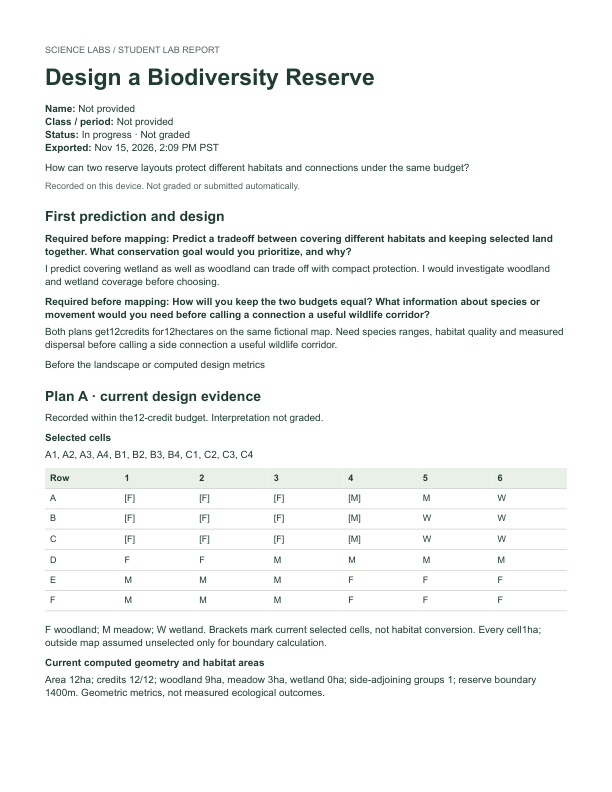 SCIENCE LABS / STUDENT LAB REPORT
Design a Biodiversity Reserve
Name: Not provided
Class / period: Not provided
Status: In progress · Not graded
Exported: Nov 15, 2026, 2:09 PM PST
How can two reserve layouts protect different habitats and connections under the same budget?
Recorded on this device. Not graded or submitted automatically.
First prediction and design
Required before mapping: Predict a tradeoff between covering different habitats and keeping selected land
together. What conservation goal would you prioritize, and why?
I predict covering wetland as well as woodland can trade off with compact protection. I would investigate woodland
and wetland coverage before choosing.
Required before mapping: How will you keep the two budgets equal? What information about species or
movement would you need before calling a connection a useful wildlife corridor?
Both plans get12credits for12hectares on the same fictional map. Need species ranges, habitat quality and measured
dispersal before calling a side connection a useful wildlife corridor.
Before the landscape or computed design metrics
Plan A · current design evidence
Recorded within the12-credit budget. Interpretation not graded.
Selected cells
A1, A2, A3, A4, B1, B2, B3, B4, C1, C2, C3, C4
Row 1 2 3 4 5 6
A [F] [F] [F] [M] M W
B [F] [F] [F] [M] W W
C [F] [F] [F] [M] W W
D F F M M M M
E M M M F F F
F M M M F F F
F woodland; M meadow; W wetland. Brackets mark current selected cells, not habitat conversion. Every cell1ha;
outside map assumed unselected only for boundary calculation.
Current computed geometry and habitat areas
Area 12ha; credits 12/12; woodland 9ha, meadow 3ha, wetland 0ha; side-adjoining groups 1; reserve boundary
1400m. Geometric metrics, not measured ecological outcomes.